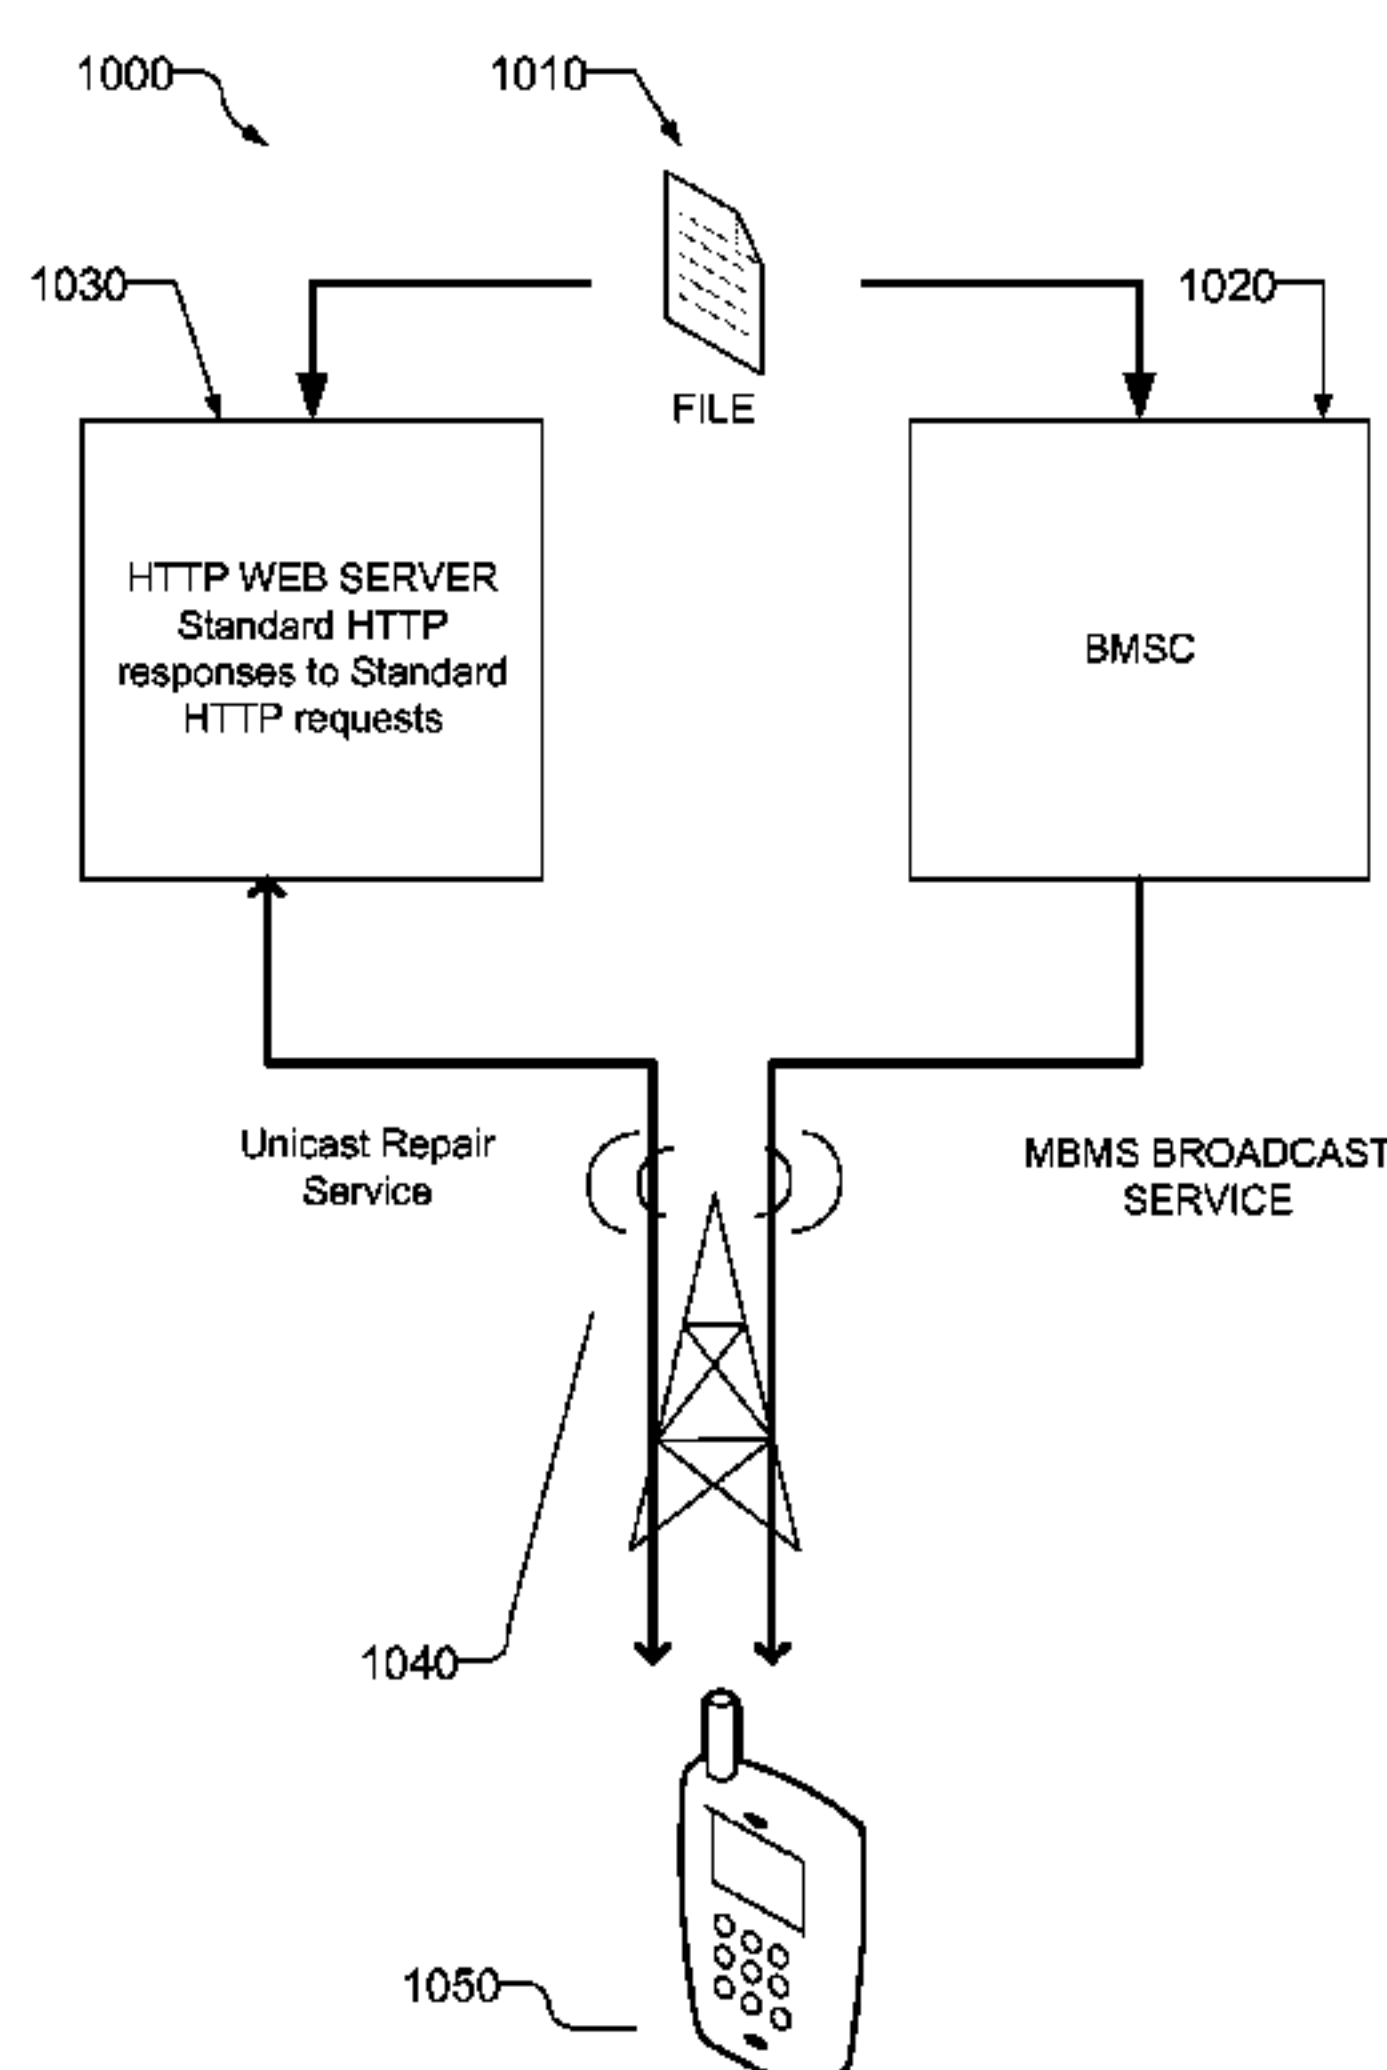 1000
1010
1030
1020
FILE
HTTP WEB SERVER
Standard HTTP
responses to Standard
HTTP requests
BMSC
Unicast Repair
Service
MBMS BROADCAST
SERVICE
1040
1050